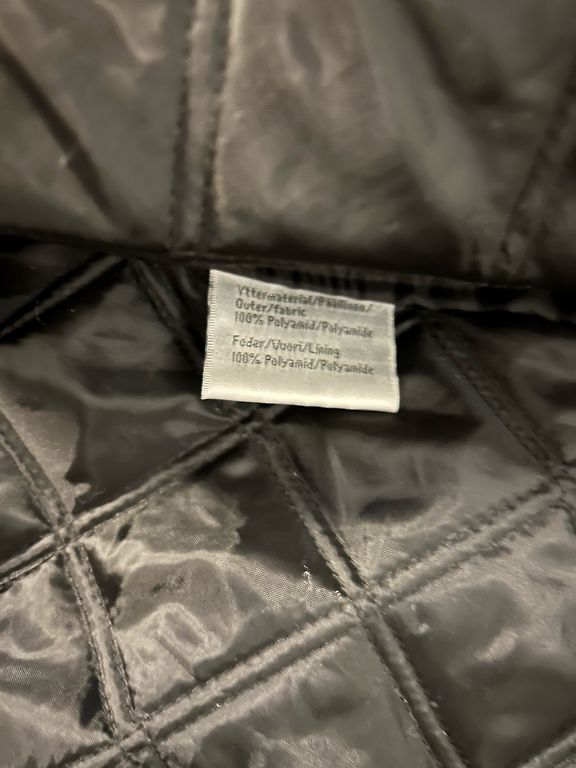 Yttermaterial/Päällinen/
Outer/fabric
100% Polyamid/Polyamide
Foder/Vuori/Lining
100% Polyamid/Polyamide